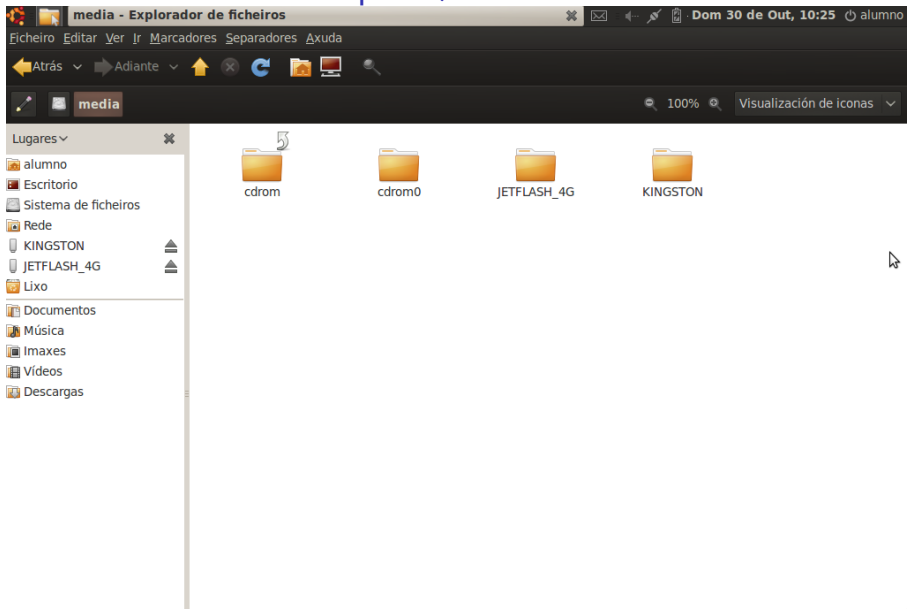 media - Explorador de ficheiros
Dom 30 de Out, 10:25 alumno
Ficheiro Editar Ver Ir Marcadores Separadores Axuda
Atrás Adiante
media 100% Visualización de iconas
Lugares
alumno
Escritorio
Sistema de ficheiros
Rede
KINGSTON
JETFLASH_4G
Lixo
Documentos
Música
Imaxes
Vídeos
Descargas
cdrom cdrom0 JETFLASH_4G KINGSTON